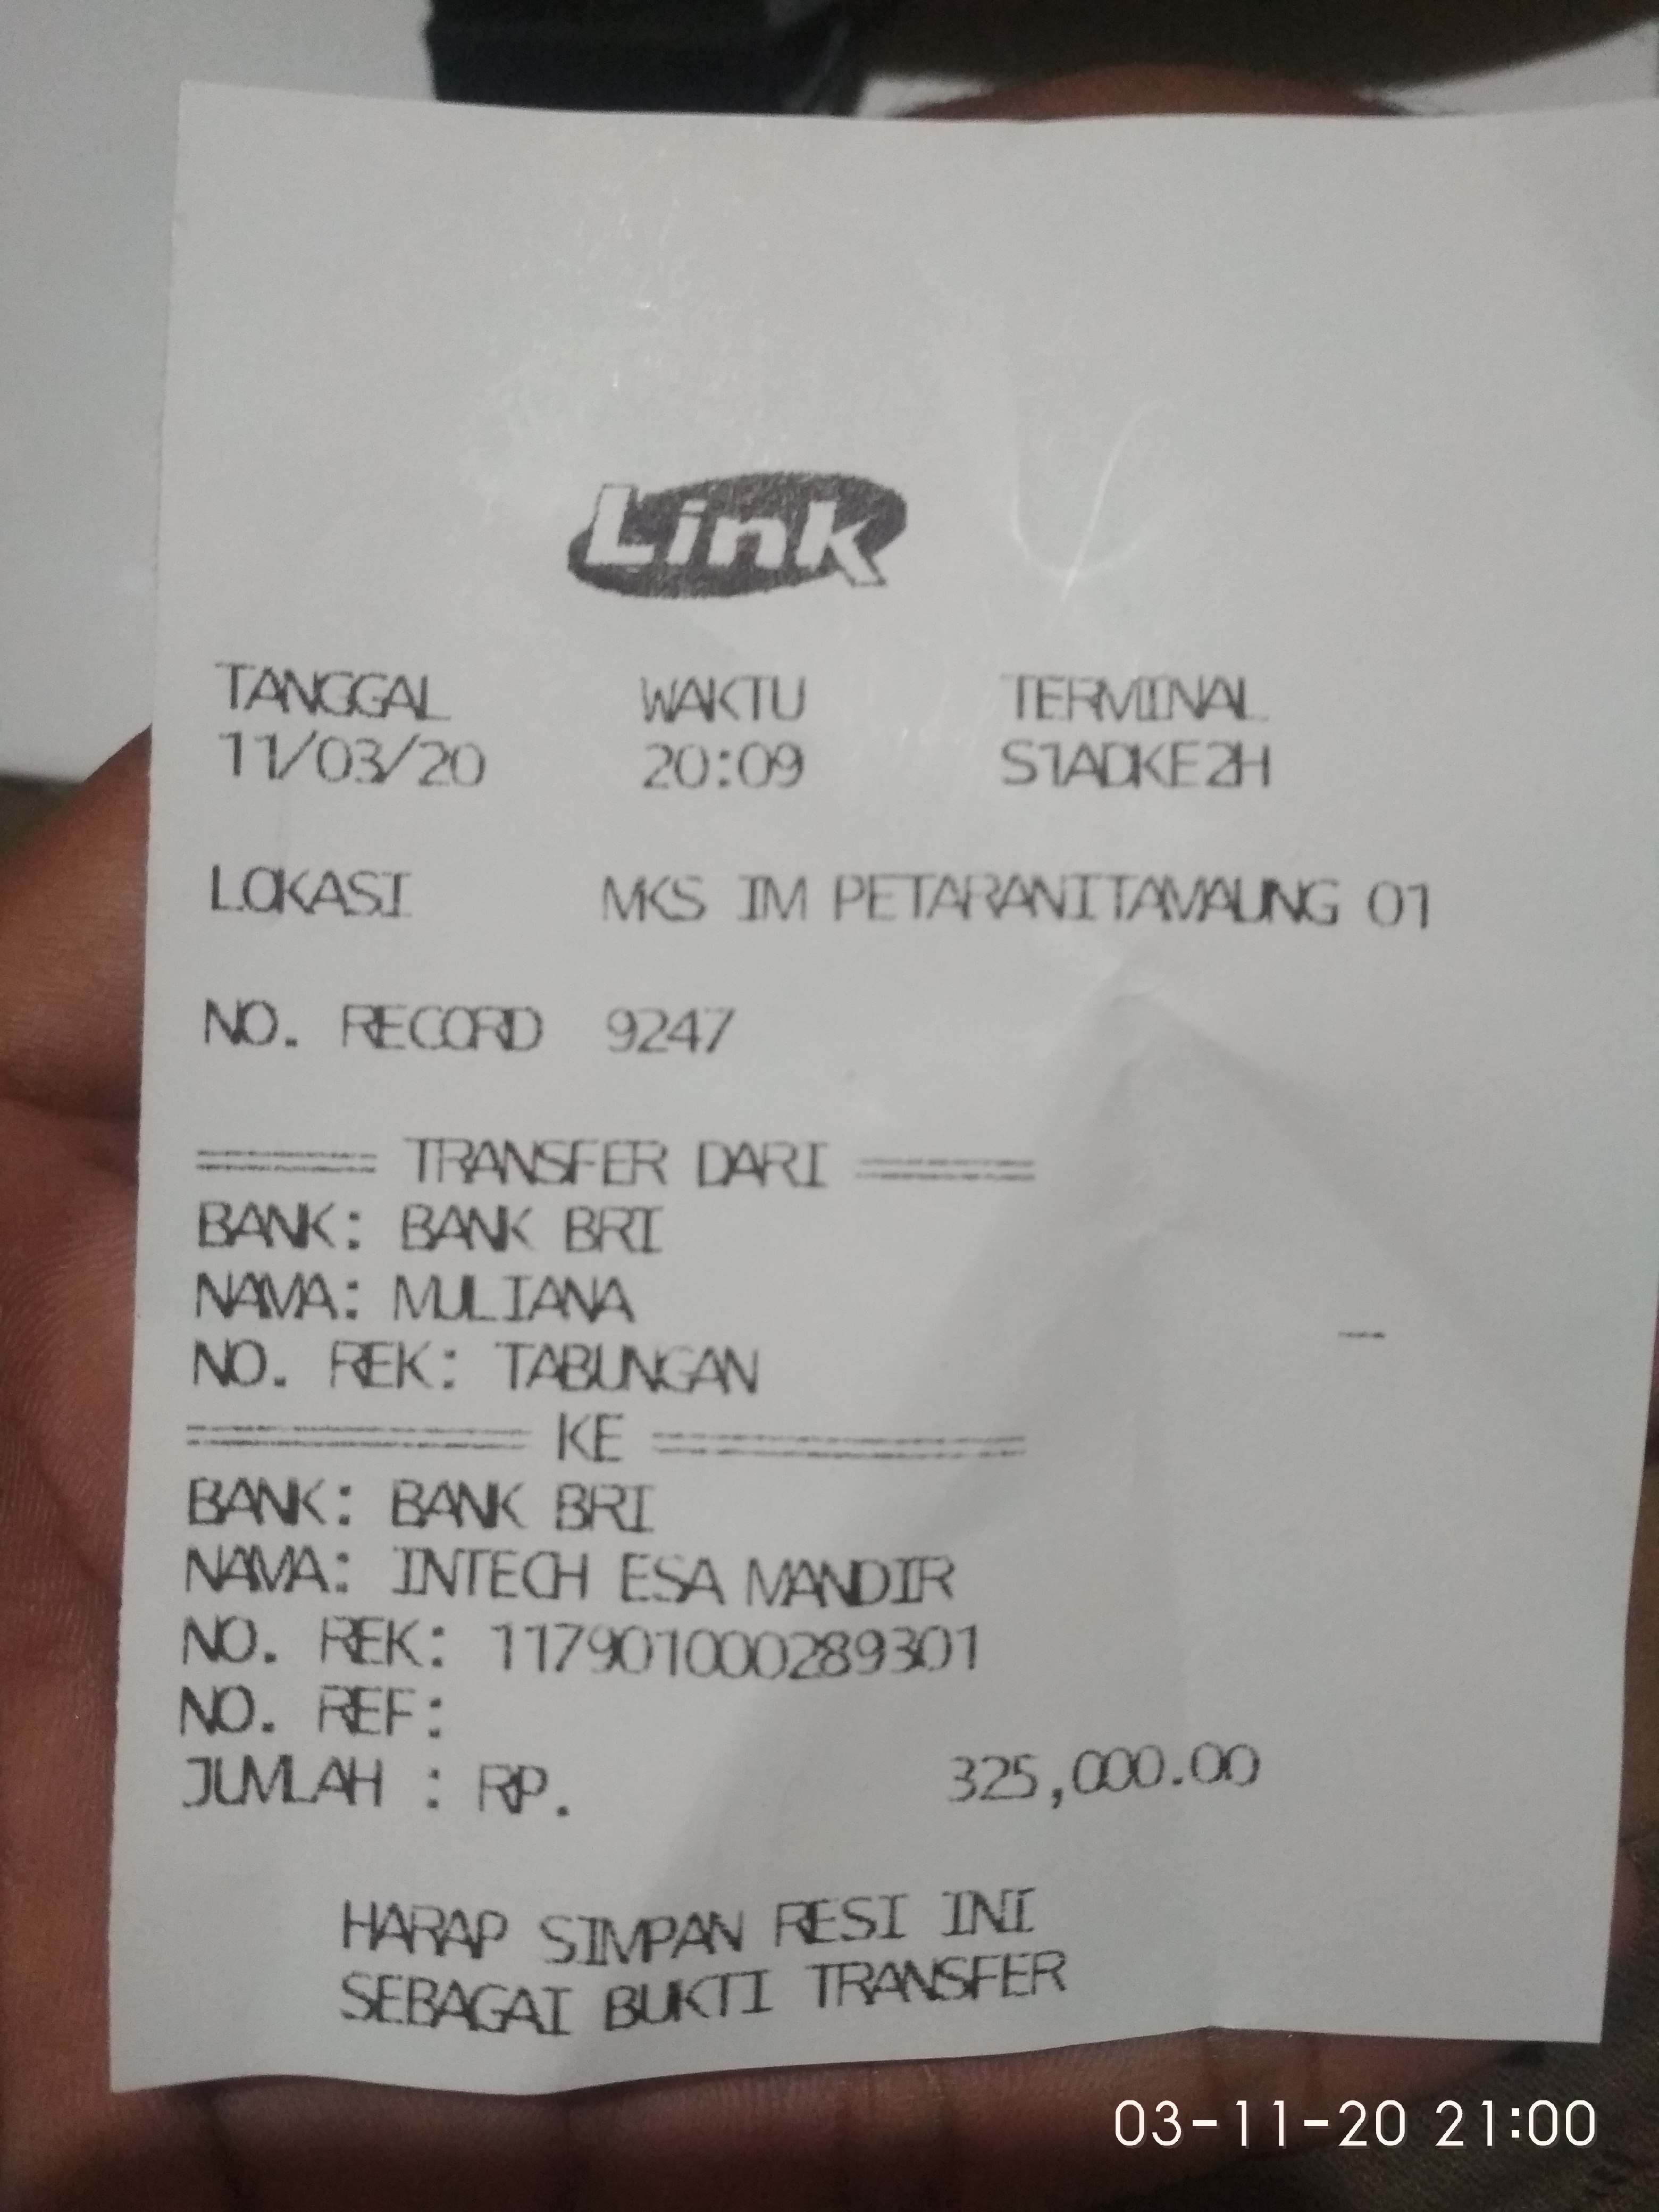 Link
TANGGAL WAKTU TERMINAL
11/03/20 20:09 S1ADKE2H
LOKASI MKS IM PETARANITAMAUNG 01
NO. RECORD 9247
===== TRANSFER DARI =====
BANK: BANK BRI
NAMA: MULIANA
NO. REK: TABUNGAN
========== KE ==========
BANK: BANK BRI
NAMA: INTECH ESA MANDIR
NO. REK: 117901000289301
NO. REF:
JUMLAH : RP. 325,000.00
HARAP SIMPAN RESI INI
SEBAGAI BUKTI TRANSFER
03-11-20 21:00